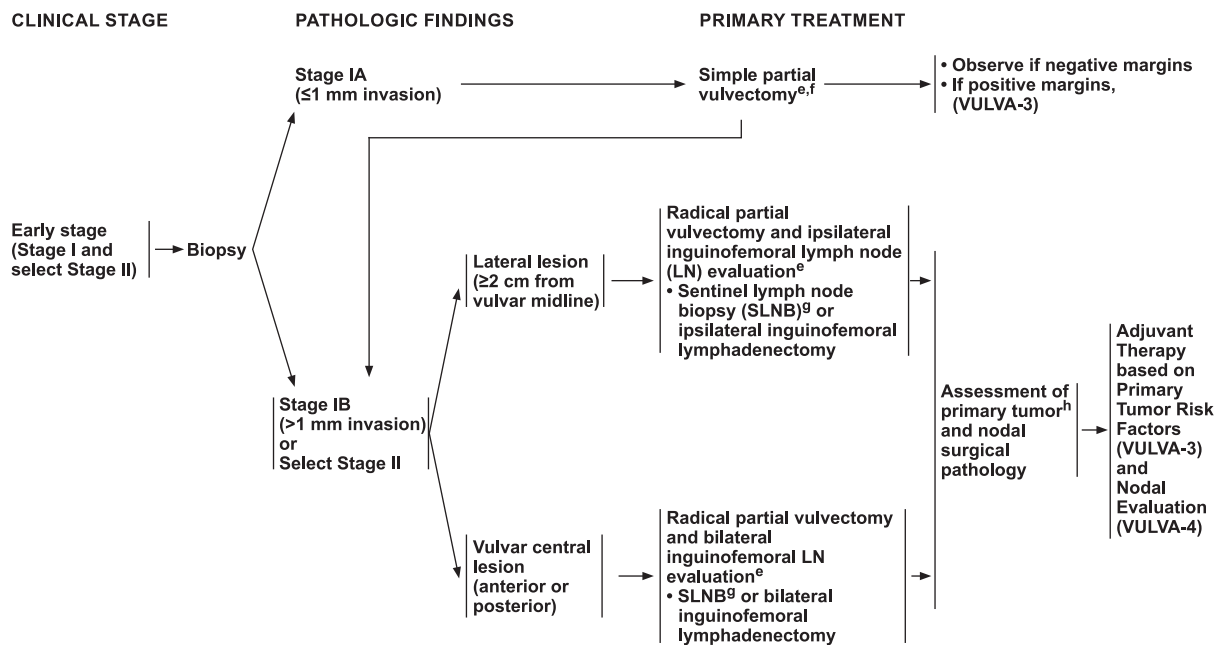 CLINICAL STAGE
PATHOLOGIC FINDINGS
PRIMARY TREATMENT
Stage IA
(≤1 mm invasion)
Simple partial
vulvectomye,f
• Observe if negative margins
• If positive margins,
(VULVA-3)
Early stage
(Stage I and
select Stage II)
Biopsy
Stage IB
(>1 mm invasion)
or
Select Stage II
Lateral lesion
(≥2 cm from
vulvar midline)
Radical partial
vulvectomy and ipsilateral
inguinofemoral lymph node
(LN) evaluatione
• Sentinel lymph node
biopsy (SLNB)g or
ipsilateral inguinofemoral
lymphadenectomy
Vulvar central
lesion
(anterior or
posterior)
Radical partial vulvectomy
and bilateral
inguinofemoral LN
evaluatione
• SLNBg or bilateral
inguinofemoral
lymphadenectomy
Assessment of
primary tumorh
and nodal
surgical
pathology
Adjuvant
Therapy
based on
Primary
Tumor Risk
Factors
(VULVA-3)
and
Nodal
Evaluation
(VULVA-4)